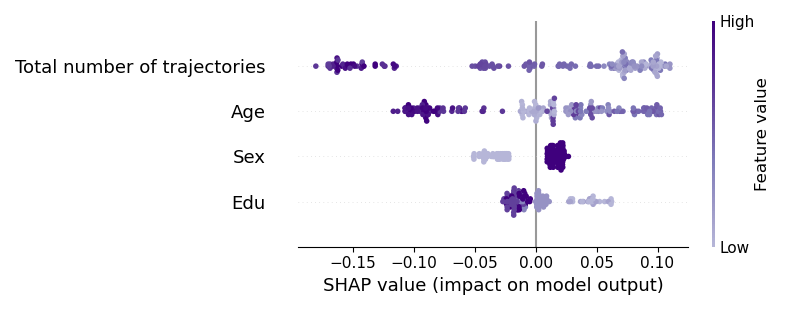 High
Total number of trajectories
Age
Sex
Edu
Feature value
Low
−0.15 −0.10 −0.05 0.00 0.05 0.10
SHAP value (impact on model output)